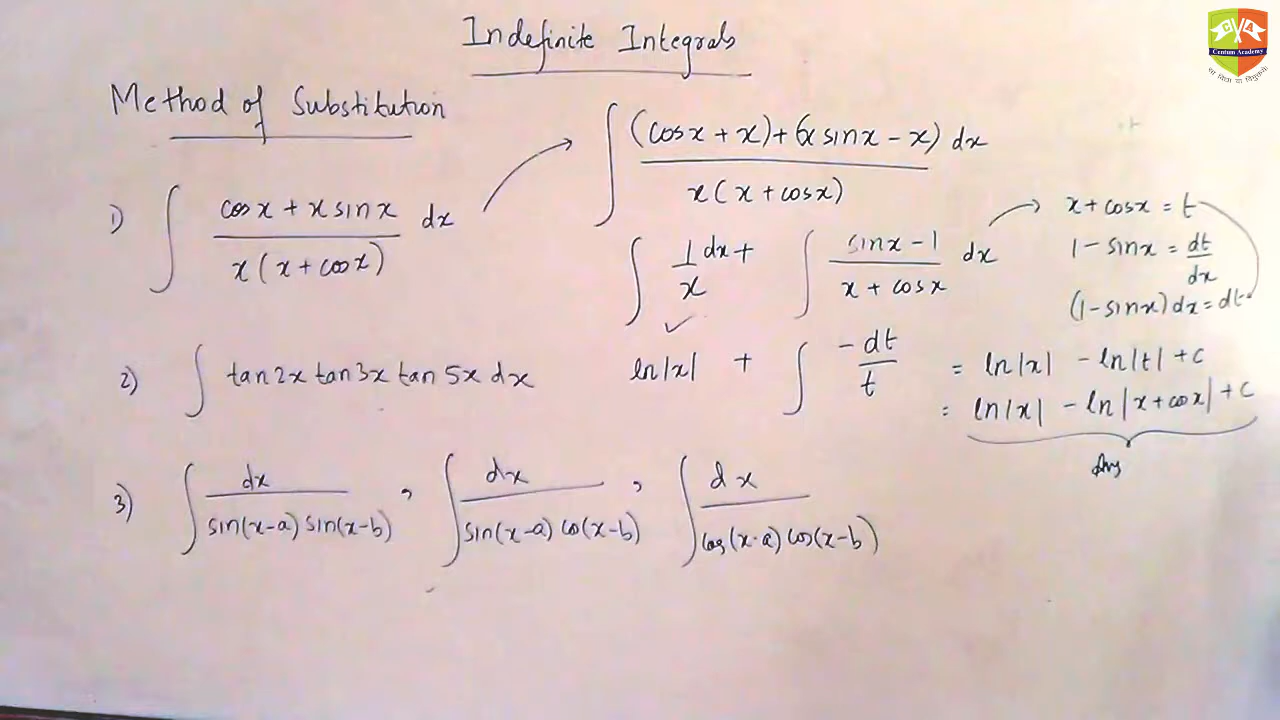 Indefinite Integrals
Method of Substitution
1) ∫ (cos x + x sin x) / (x (x + cos x)) dx
∫ ((cos x + x) + (x sin x - x)) / (x (x + cos x)) dx
∫ 1/x dx + ∫ (sin x - 1) / (x + cos x) dx
x + cos x = t
1 - sin x = dt/dx
(1 - sin x) dx = dt
ln|x| + ∫ -dt/t = ln|x| - ln|t| + c
= ln|x| - ln|x + cos x| + c
Ans
2) ∫ tan 2x tan 3x tan 5x dx
3) ∫ dx / (sin(x-a) sin(x-b)) , ∫ dx / (sin(x-a) cos(x-b)) , ∫ dx / (cos(x-a) cos(x-b))
C A
Centum Academy